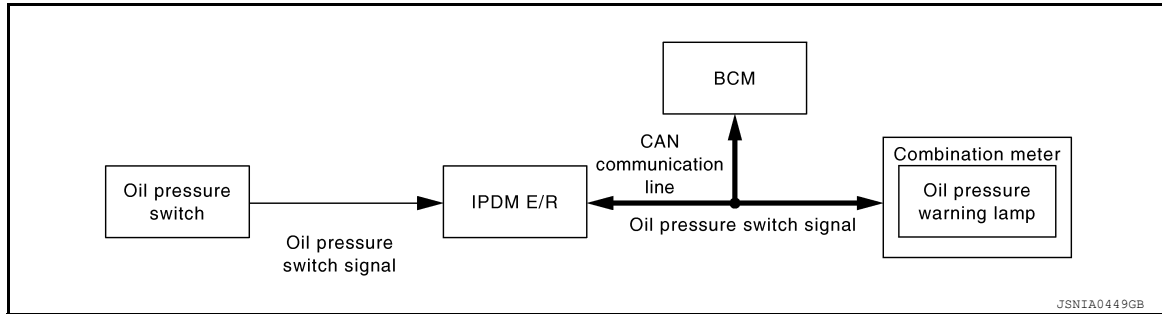 BCM
CAN
communication
line
Combination meter
Oil pressure
switch
IPDM E/R
Oil pressure
warning lamp
Oil pressure switch signal
Oil pressure
switch signal
JSNIA0449GB